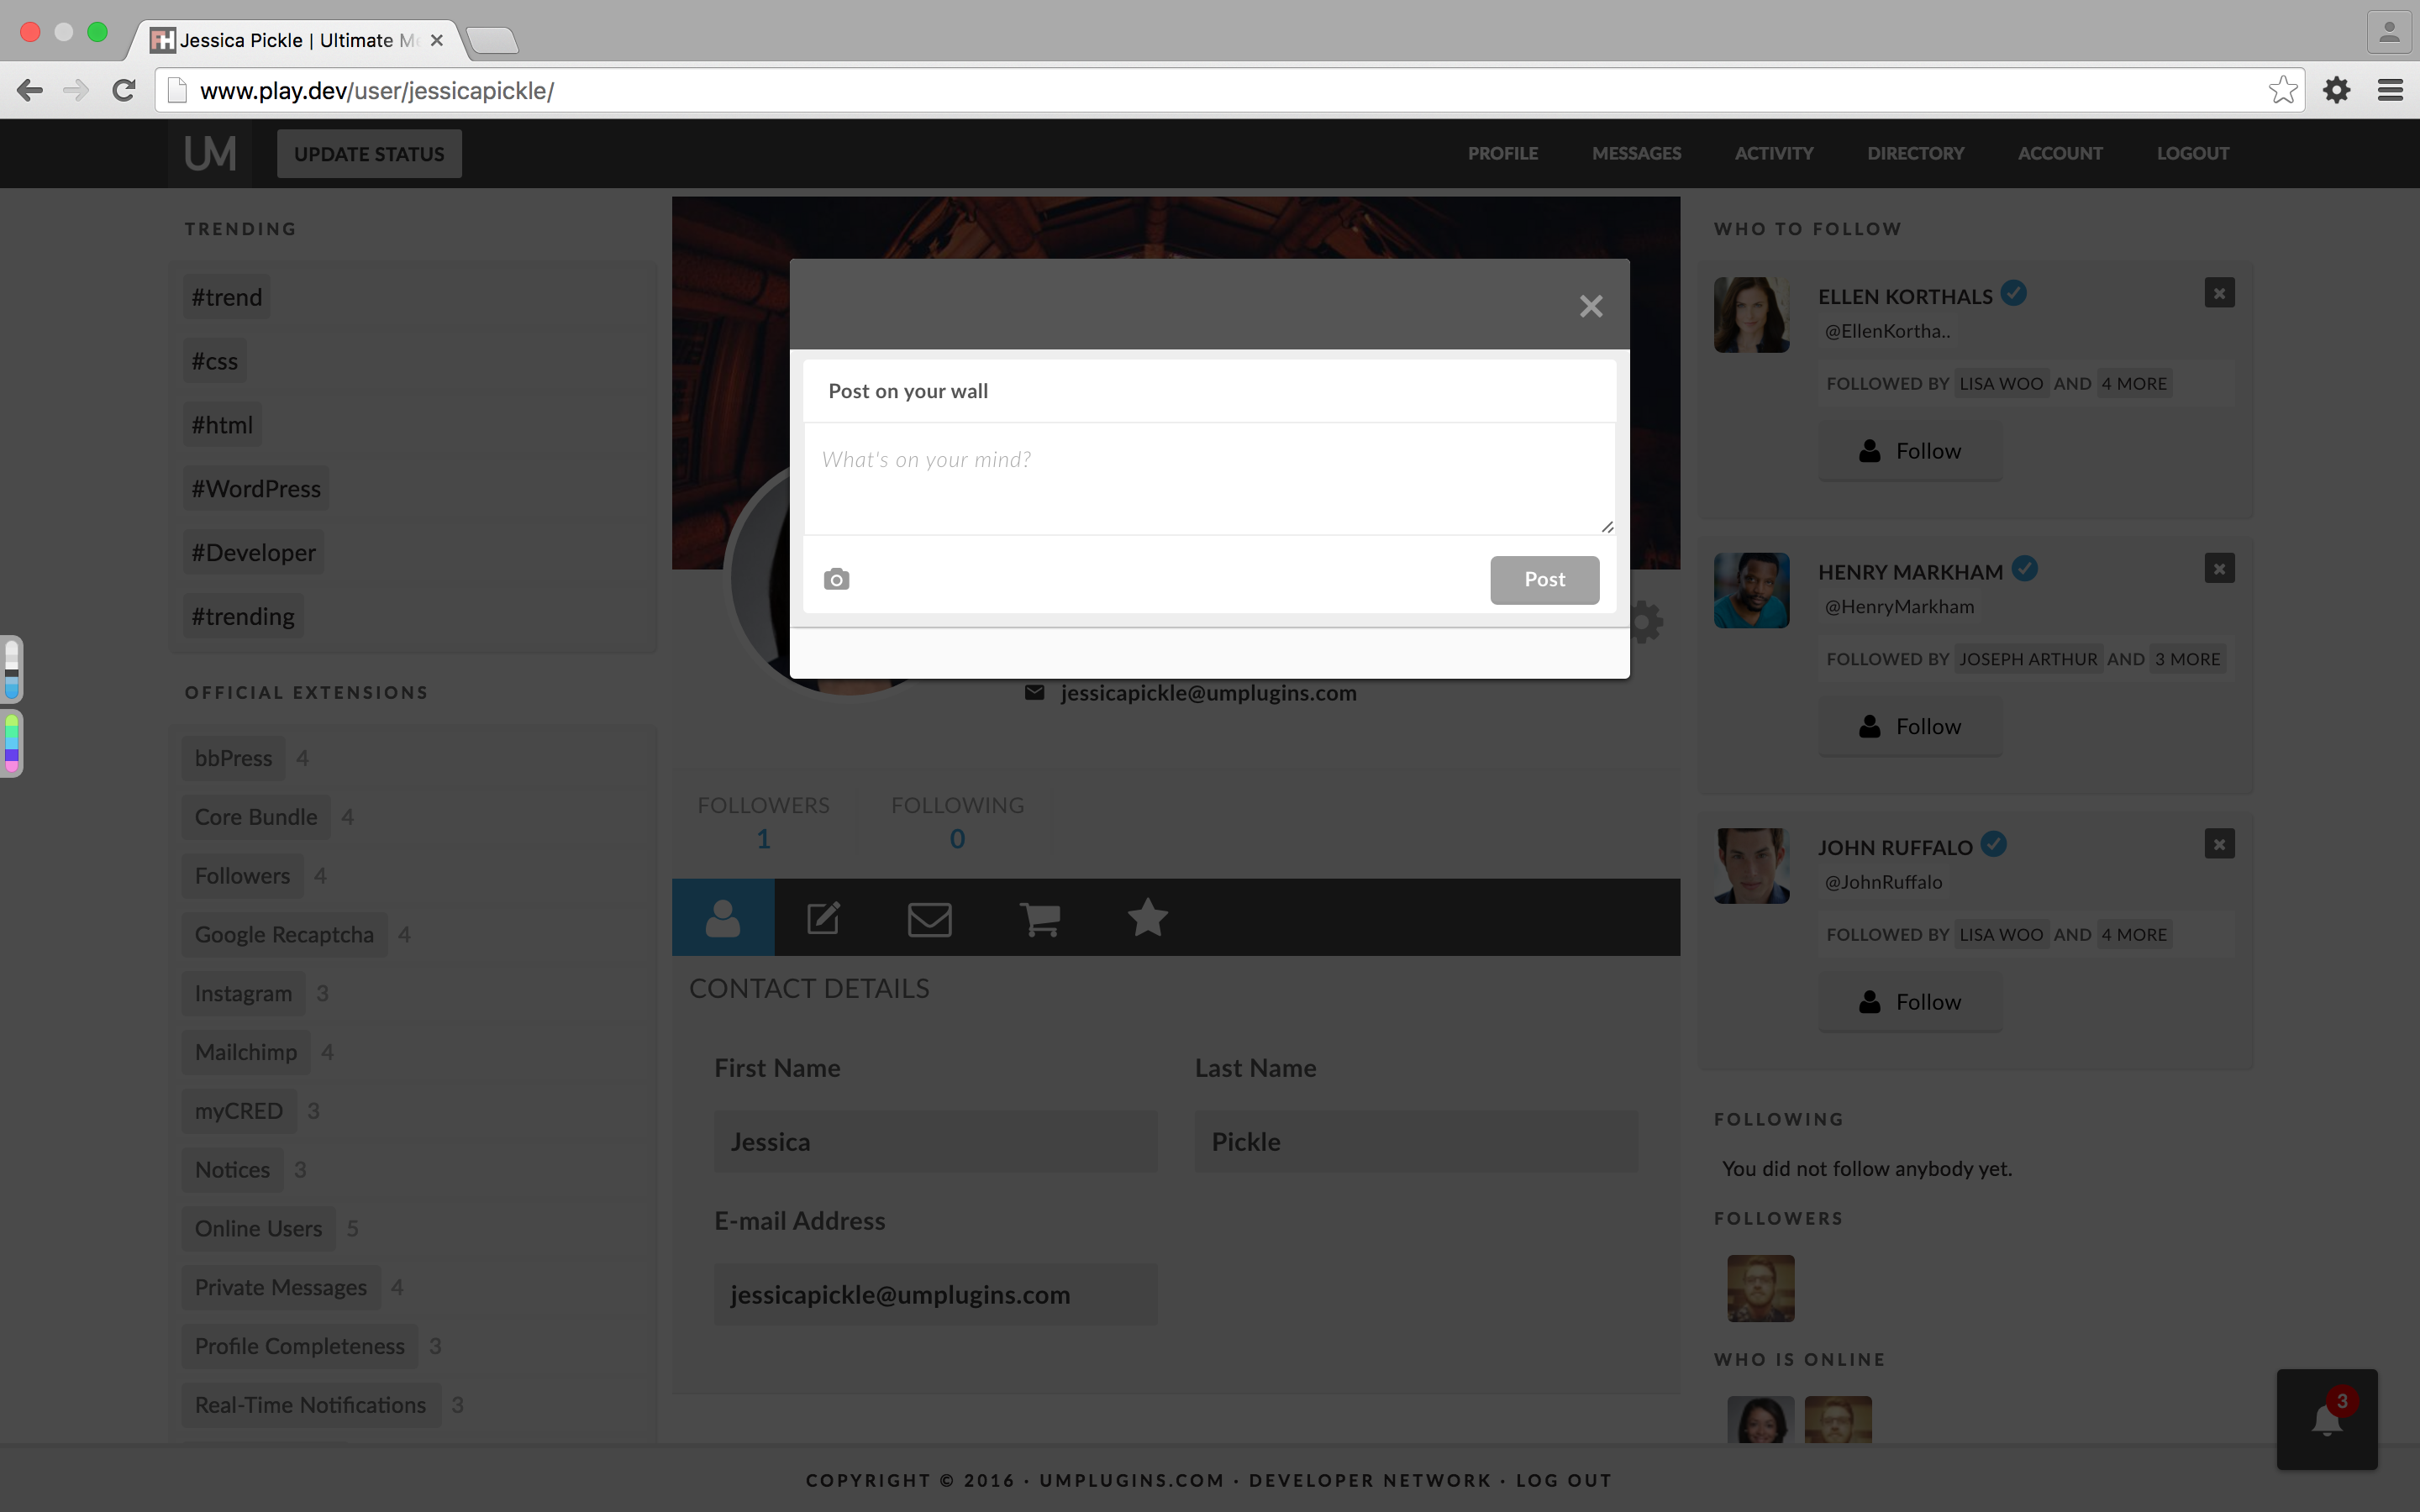 Jessica Pickle | Ultimate Me
www.play.dev/user/jessicapickle/
UM
UPDATE STATUS
PROFILE
MESSAGES
ACTIVITY
DIRECTORY
ACCOUNT
LOGOUT
TRENDING
#trend
#css
#html
#WordPress
#Developer
#trending
OFFICIAL EXTENSIONS
bbPress 4
Core Bundle 4
Followers 4
Google Recaptcha 4
Instagram 3
Mailchimp 4
myCRED 3
Notices 3
Online Users 5
Private Messages 4
Profile Completeness 3
Real-Time Notifications 3
Post on your wall
What's on your mind?
Post
jessicapickle@umplugins.com
FOLLOWERS
1
FOLLOWING
0
CONTACT DETAILS
First Name
Jessica
Last Name
Pickle
E-mail Address
jessicapickle@umplugins.com
WHO TO FOLLOW
ELLEN KORTHALS
@EllenKortha..
FOLLOWED BY LISA WOO AND 4 MORE
Follow
HENRY MARKHAM
@HenryMarkham
FOLLOWED BY JOSEPH ARTHUR AND 3 MORE
Follow
JOHN RUFFALO
@JohnRuffalo
FOLLOWED BY LISA WOO AND 4 MORE
Follow
FOLLOWING
You did not follow anybody yet.
FOLLOWERS
WHO IS ONLINE
3
COPYRIGHT © 2016 · UMPLUGINS.COM · DEVELOPER NETWORK · LOG OUT